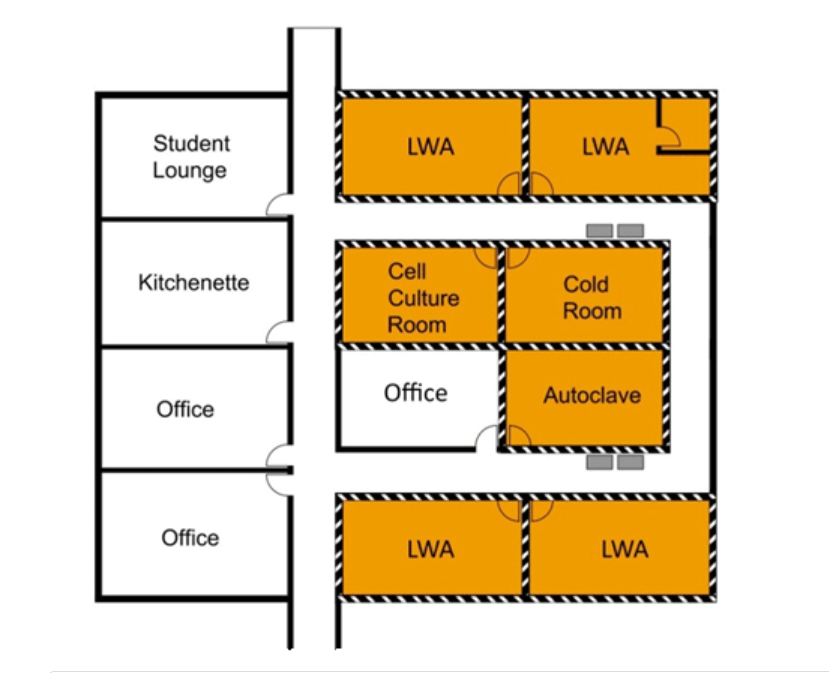 Student
Lounge
LWA
LWA
Kitchenette
Cell
Culture
Room
Cold
Room
Office
Office
Autoclave
Office
LWA
LWA